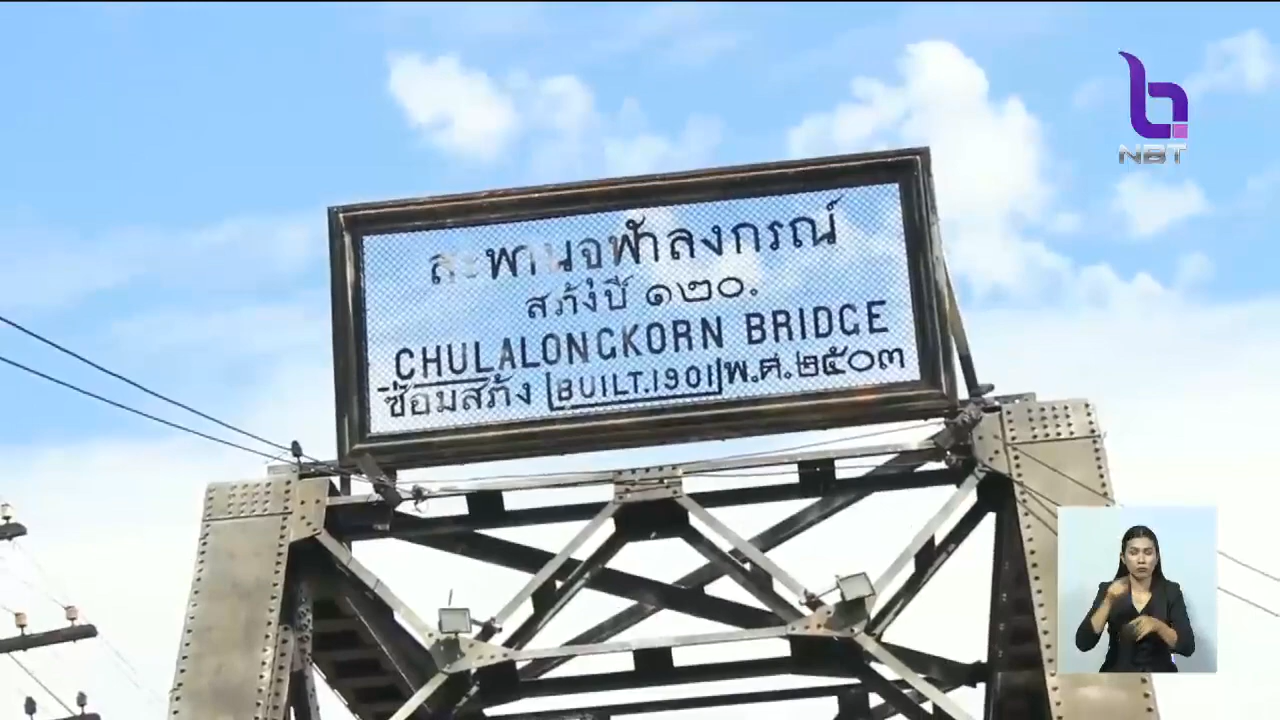 สะพานจุฬาลงกรณ์
สร้างปี ๑๒๐.
CHULALONGKORN BRIDGE
ซ่อมสร้าง BUILT.1901 พ.ศ.๒๕๐๓
NBT